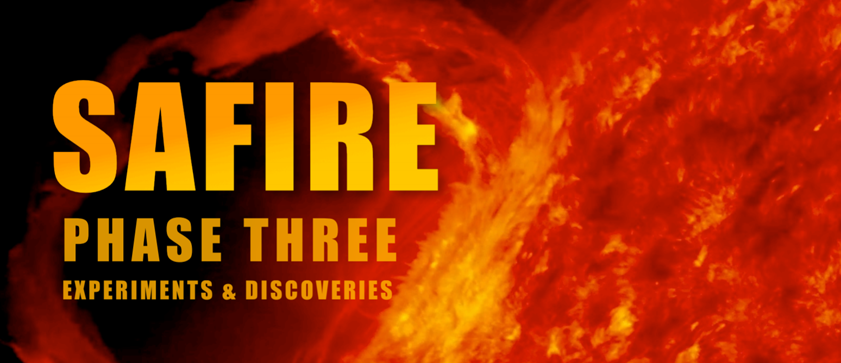 SAFIRE
PHASE THREE
EXPERIMENTS & DISCOVERIES